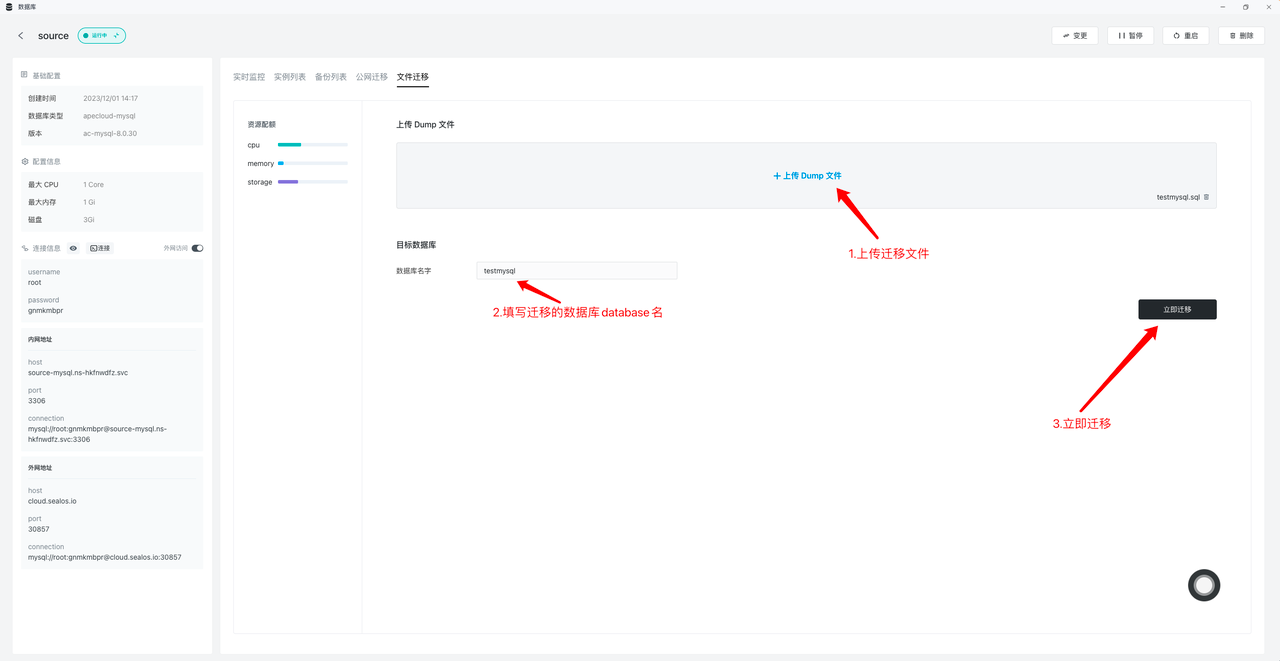 数据库
source
运行中
变更
暂停
重启
删除
基础配置
创建时间 2023/12/01 14:17
数据库类型 apecloud-mysql
版本 ac-mysql-8.0.30
配置信息
最大 CPU 1 Core
最大内存 1 Gi
磁盘 3Gi
连接信息 连接 外网访问
username
root
password
gnmkmbpr
内网地址
host
source-mysql.ns-hkfnwdfz.svc
port
3306
connection
mysql://root:gnmkmbpr@source-mysql.ns-
hkfnwdfz.svc:3306
外网地址
host
cloud.sealos.io
port
30857
connection
mysql://root:gnmkmbpr@cloud.sealos.io:30857
实时监控 实例列表 备份列表 公网迁移 文件迁移
资源配额
cpu
memory
storage
上传 Dump 文件
+ 上传 Dump 文件
testmysql.sql
1.上传迁移文件
目标数据库
数据库名字 testmysql
2.填写迁移的数据库 database 名
立即迁移
3.立即迁移